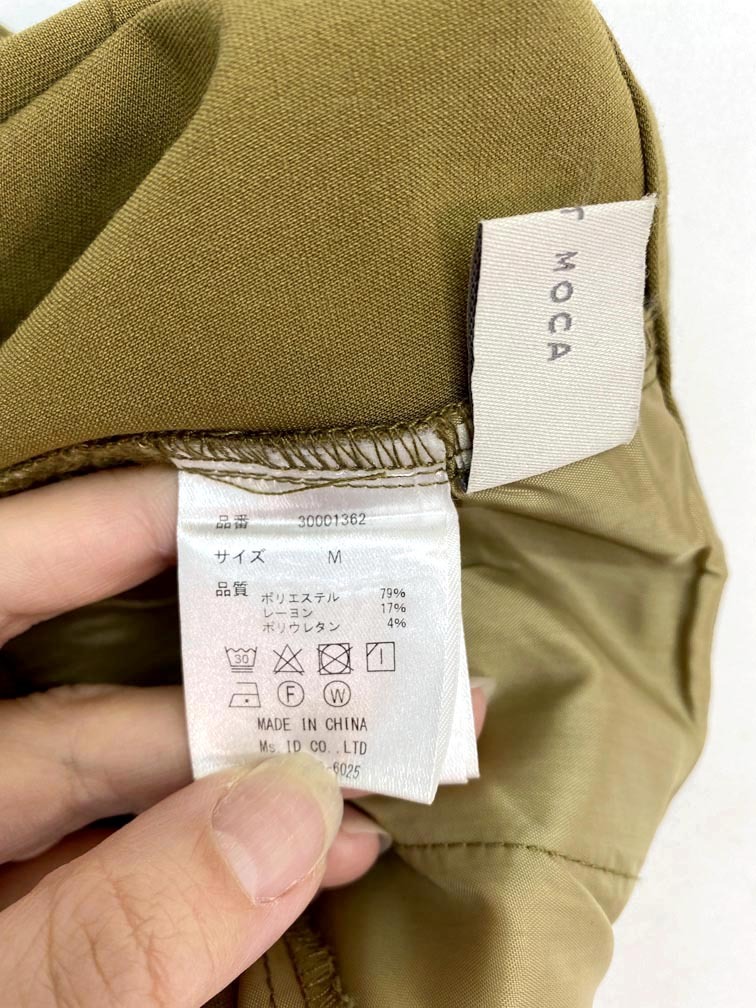 T MOCA
品番 30001362
サイズ M
品質 ポリエステル 79%
レーヨン 17%
ポリウレタン 4%
30
F W
MADE IN CHINA
Ms. ID CO.,LTD
-6025